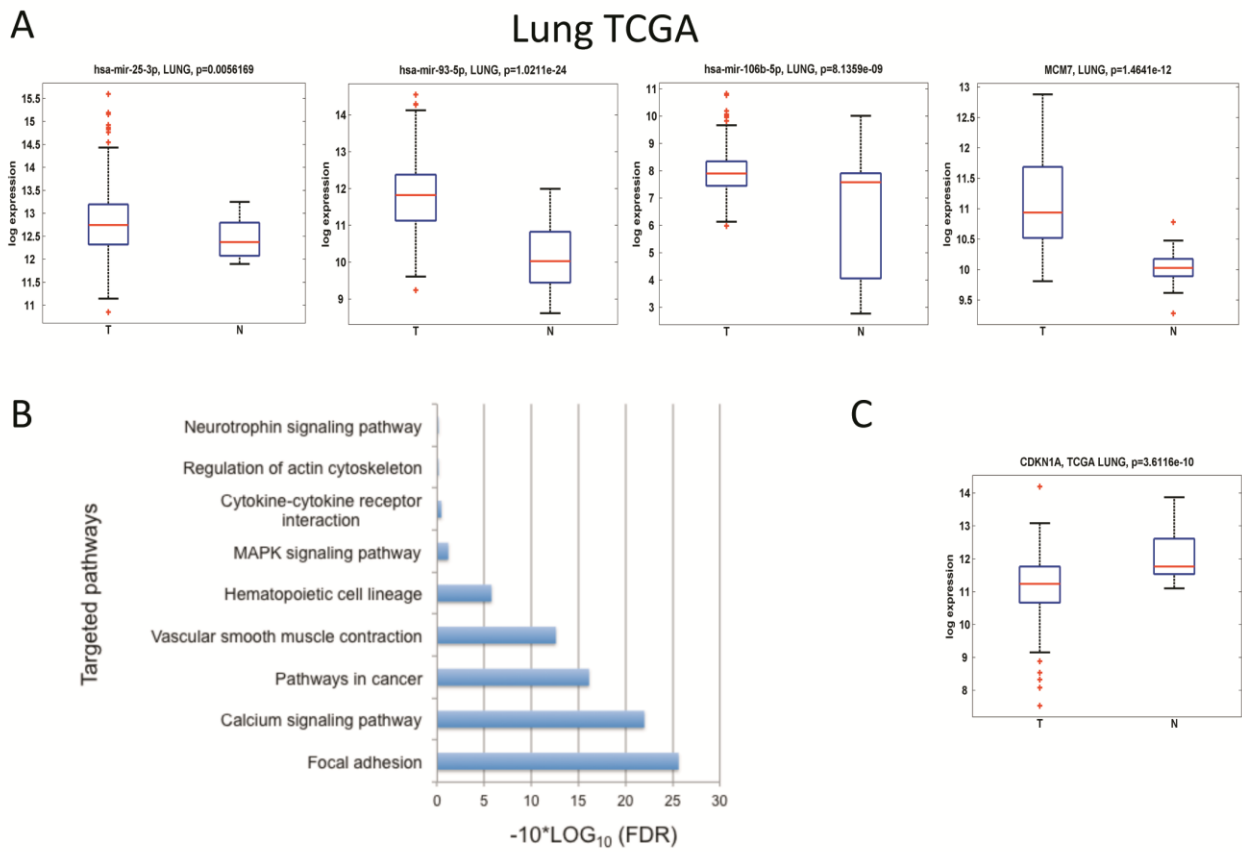 A
Lung TCGA
hsa-mir-25-3p, LUNG, p=0.0056169
log expression
15.5
15
14.5
14
13.5
13
12.5
12
11.5
11
T
N
hsa-mir-93-5p, LUNG, p=1.0211e-24
log expression
14
13
12
11
10
9
T
N
hsa-mir-106b-5p, LUNG, p=8.1359e-09
log expression
11
10
9
8
7
6
5
4
3
T
N
MCM7, LUNG, p=1.4641e-12
log expression
13
12.5
12
11.5
11
10.5
10
9.5
T
N
B
Targeted pathways
Neurotrophin signaling pathway
Regulation of actin cytoskeleton
Cytokine-cytokine receptor
interaction
MAPK signaling pathway
Hematopoietic cell lineage
Vascular smooth muscle contraction
Pathways in cancer
Calcium signaling pathway
Focal adhesion
0 5 10 15 20 25 30
-10*LOG₁₀ (FDR)
C
CDKN1A, TCGA LUNG, p=3.6116e-10
log expression
14
13
12
11
10
9
8
T
N